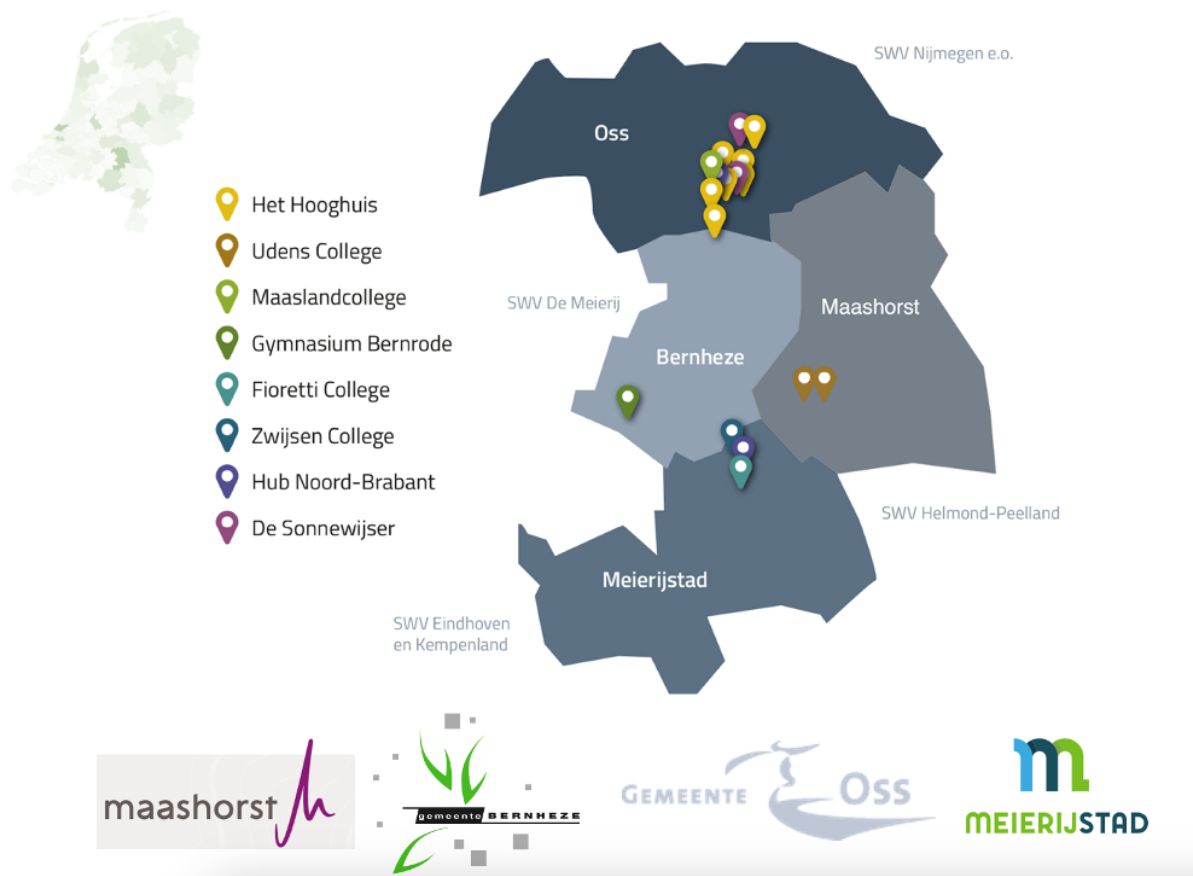 SWV Nijmegen e.o.
Oss
Het Hooghuis
Udens College
Maaslandcollege
Gymnasium Bernrode
Fioretti College
Zwijsen College
Hub Noord-Brabant
De Sonnewijser
SWV De Meierij
Maashorst
Bernheze
SWV Helmond-Peelland
Meierijstad
SWV Eindhoven
en Kempenland
maashorst
gemeente BERNHEZE
GEMEENTE OSS
MEIERIJSTAD